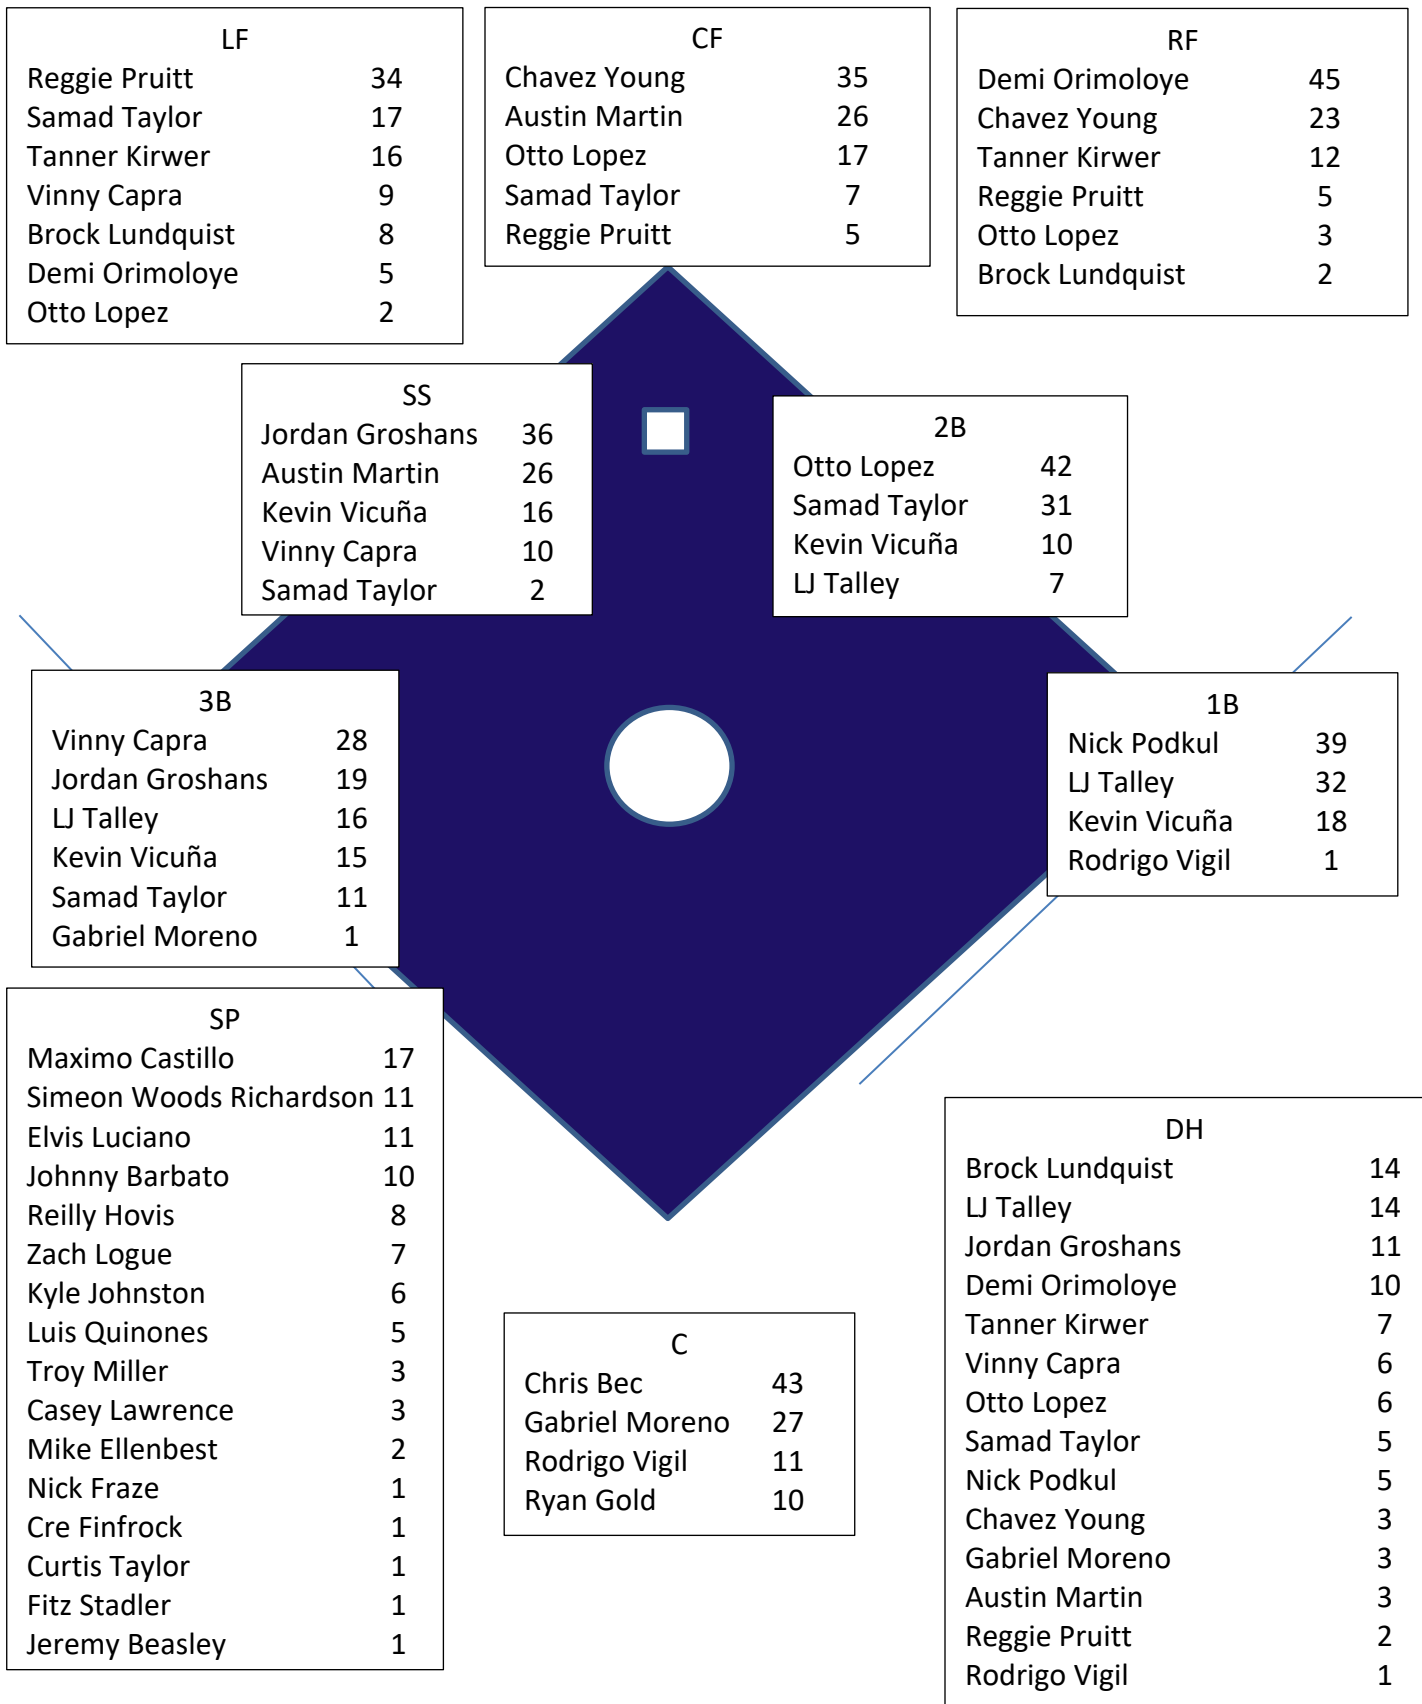 LF
Reggie Pruitt 34
Samad Taylor 17
Tanner Kirwer 16
Vinny Capra 9
Brock Lundquist 8
Demi Orimoloye 5
Otto Lopez 2
CF
Chavez Young 35
Austin Martin 26
Otto Lopez 17
Samad Taylor 7
Reggie Pruitt 5
RF
Demi Orimoloye 45
Chavez Young 23
Tanner Kirwer 12
Reggie Pruitt 5
Otto Lopez 3
Brock Lundquist 2
SS
Jordan Groshans 36
Austin Martin 26
Kevin Vicuña 16
Vinny Capra 10
Samad Taylor 2
2B
Otto Lopez 42
Samad Taylor 31
Kevin Vicuña 10
LJ Talley 7
3B
Vinny Capra 28
Jordan Groshans 19
LJ Talley 16
Kevin Vicuña 15
Samad Taylor 11
Gabriel Moreno 1
1B
Nick Podkul 39
LJ Talley 32
Kevin Vicuña 18
Rodrigo Vigil 1
SP
Maximo Castillo 17
Simeon Woods Richardson 11
Elvis Luciano 11
Johnny Barbato 10
Reilly Hovis 8
Zach Logue 7
Kyle Johnston 6
Luis Quinones 5
Troy Miller 3
Casey Lawrence 3
Mike Ellenbest 2
Nick Fraze 1
Cre Finfrock 1
Curtis Taylor 1
Fitz Stadler 1
Jeremy Beasley 1
C
Chris Bec 43
Gabriel Moreno 27
Rodrigo Vigil 11
Ryan Gold 10
DH
Brock Lundquist 14
LJ Talley 14
Jordan Groshans 11
Demi Orimoloye 10
Tanner Kirwer 7
Vinny Capra 6
Otto Lopez 6
Samad Taylor 5
Nick Podkul 5
Chavez Young 3
Gabriel Moreno 3
Austin Martin 3
Reggie Pruitt 2
Rodrigo Vigil 1